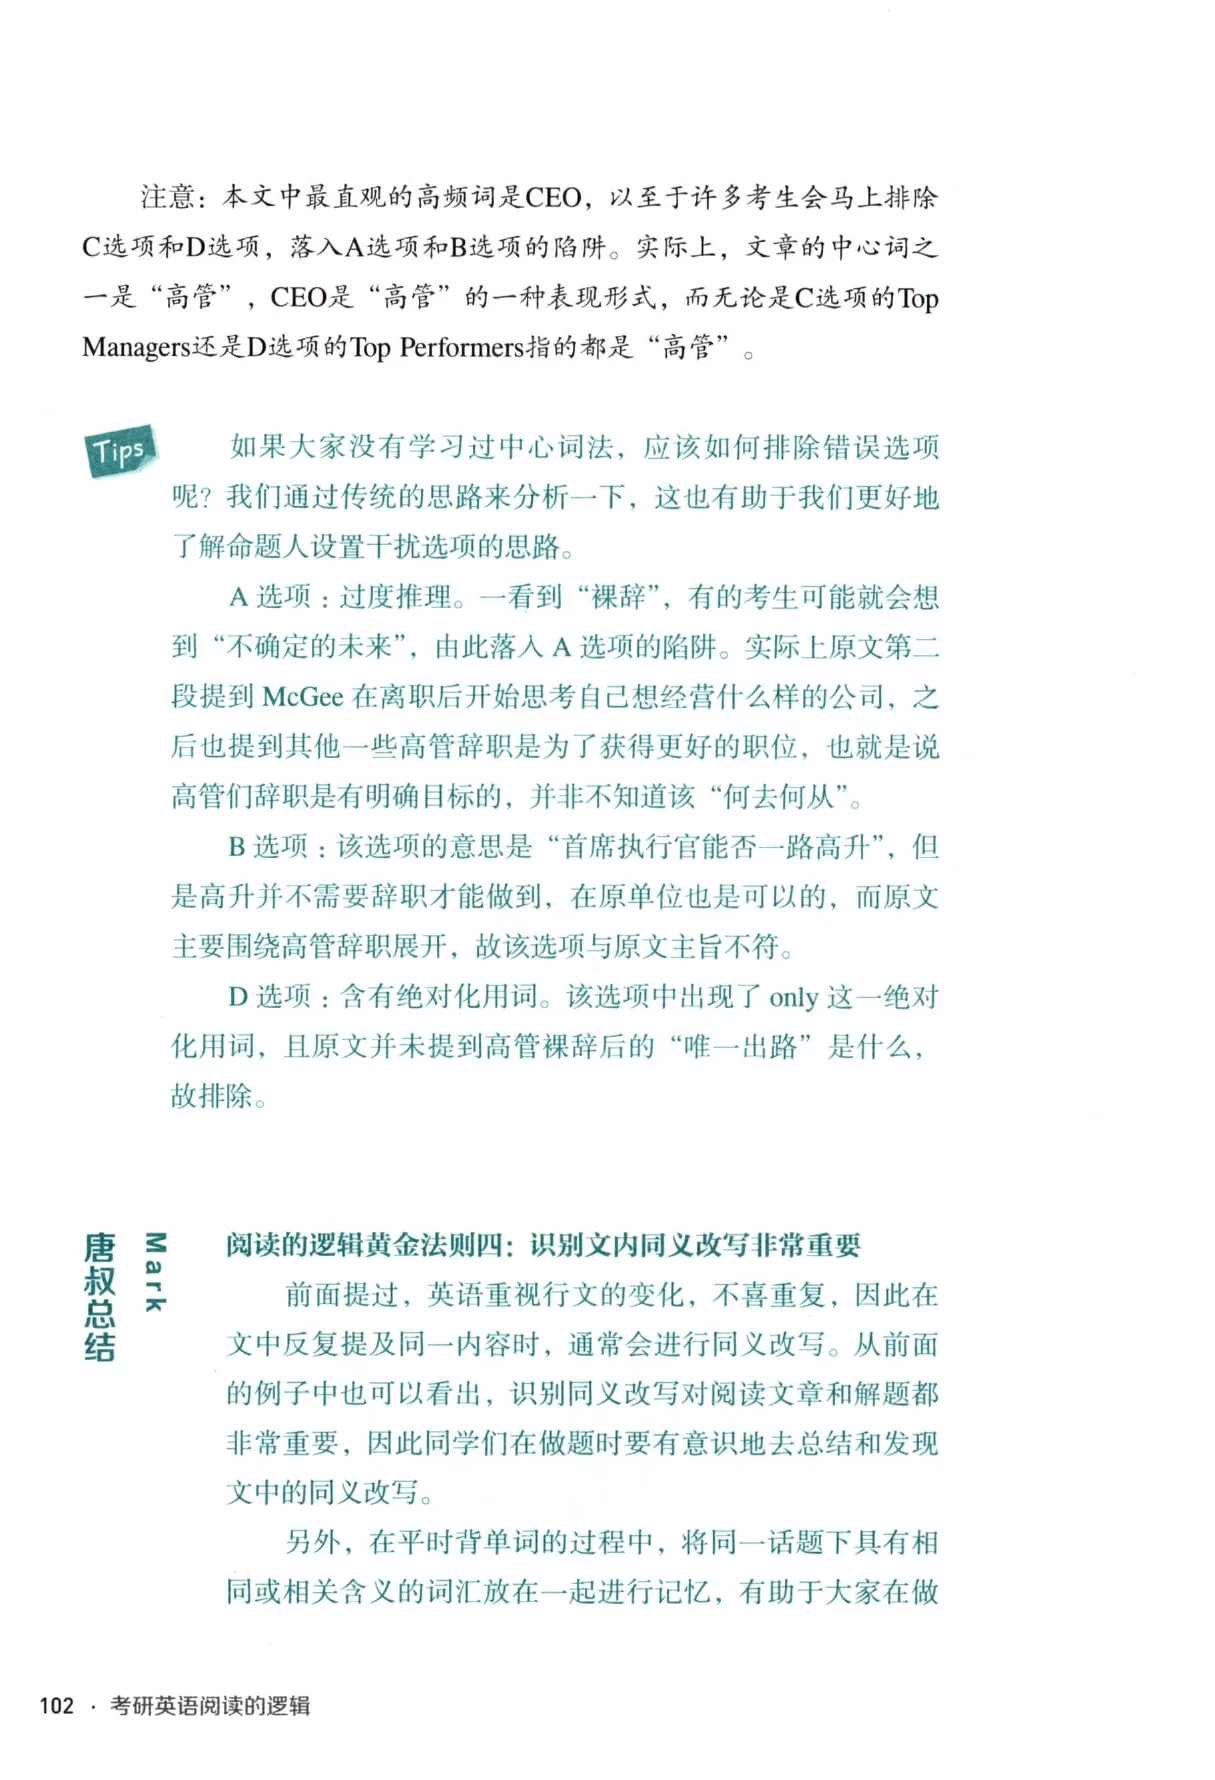 注意：本文中最直观的高频词是CEO，以至于许多考生会马上排除
C选项和D选项，落入A选项和B选项的陷阱。实际上，文章的中心词之
一是“高管”，CEO是“高管”的一种表现形式，而无论是C选项的Top
Managers还是D选项的Top Performers指的都是“高管”。
Tips
如果大家没有学习过中心词法，应该如何排除错误选项
呢？我们通过传统的思路来分析一下，这也有助于我们更好地
了解命题人设置干扰选项的思路。
A 选项：过度推理。一看到“裸辞”，有的考生可能就会想
到“不确定的未来”，由此落入 A 选项的陷阱。实际上原文第二
段提到 McGee 在离职后开始思考自己想经营什么样的公司，之
后也提到其他一些高管辞职是为了获得更好的职位，也就是说
高管们辞职是有明确目标的，并非不知道该“何去何从”。
B 选项：该选项的意思是“首席执行官能否一路高升”，但
是高升并不需要辞职才能做到，在原单位也是可以的，而原文
主要围绕高管辞职展开，故该选项与原文主旨不符。
D 选项：含有绝对化用词。该选项中出现了 only 这一绝对
化用词，且原文并未提到高管裸辞后的“唯一出路”是什么，
故排除。
唐叔总结
Mark
阅读的逻辑黄金法则四：识别文内同义改写非常重要
前面提过，英语重视行文的变化，不喜重复，因此在
文中反复提及同一内容时，通常会进行同义改写。从前面
的例子中也可以看出，识别同义改写对阅读文章和解题都
非常重要，因此同学们在做题时要有意识地去总结和发现
文中的同义改写。
另外，在平时背单词的过程中，将同一话题下具有相
同或相关含义的词汇放在一起进行记忆，有助于大家在做
102 · 考研英语阅读的逻辑